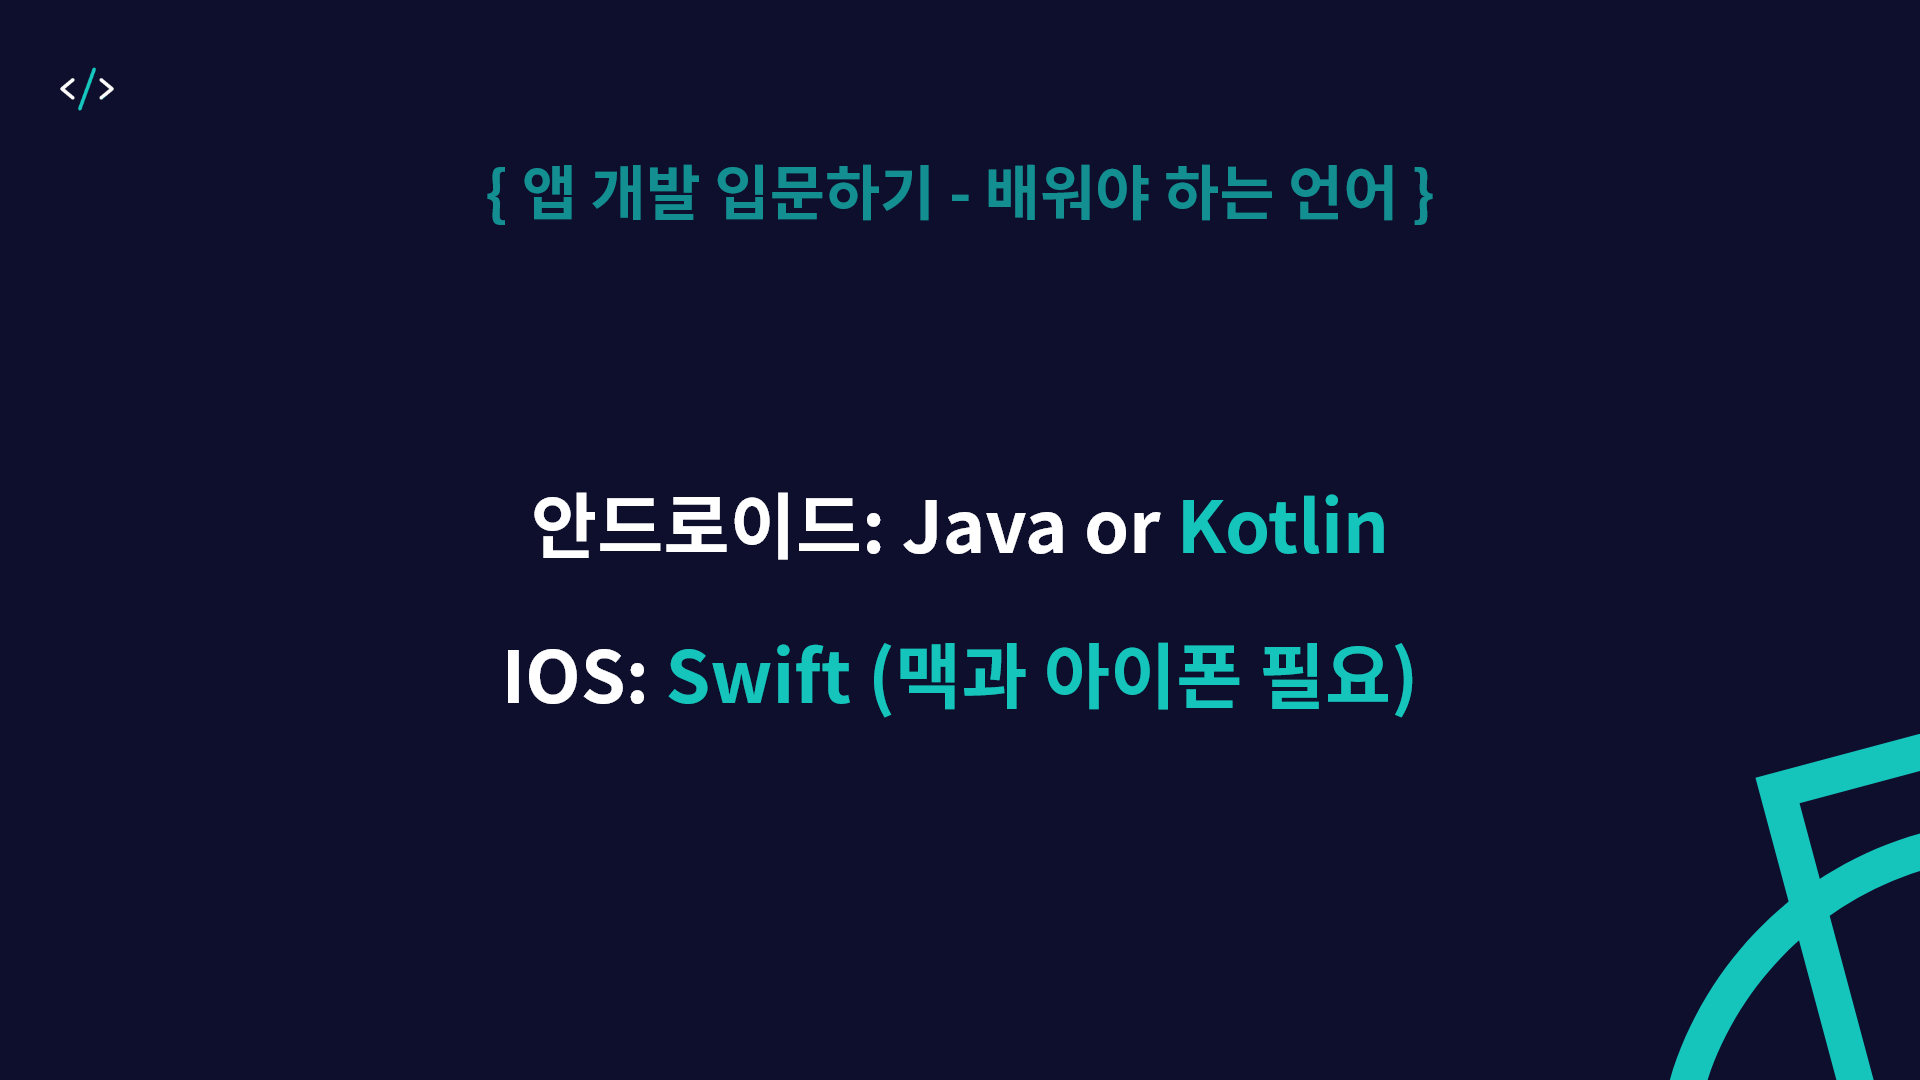 </>
{ 앱 개발 입문하기 - 배워야 하는 언어 }
안드로이드: Java or Kotlin
IOS: Swift (맥과 아이폰 필요)